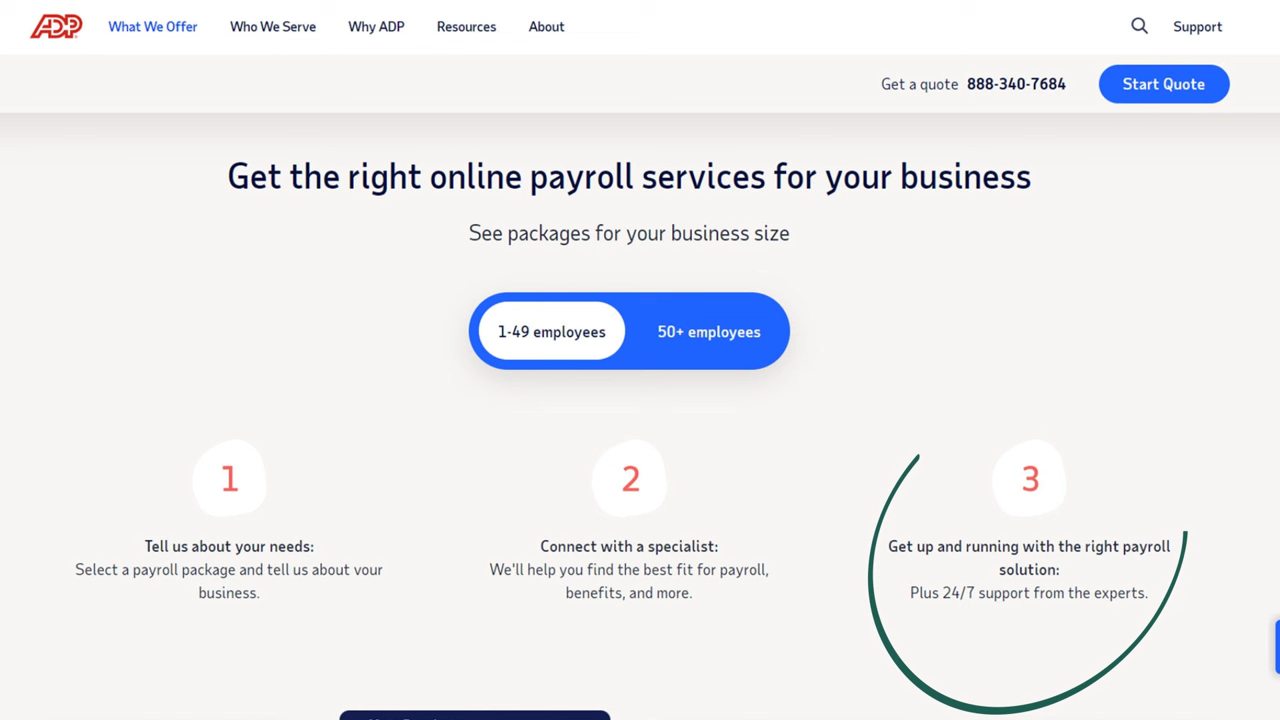 ADP
What We Offer
Who We Serve
Why ADP
Resources
About
Support
Get a quote 888-340-7684
Start Quote
Get the right online payroll services for your business
See packages for your business size
1-49 employees
50+ employees
1
Tell us about your needs:
Select a payroll package and tell us about your
business.
2
Connect with a specialist:
We'll help you find the best fit for payroll,
benefits, and more.
3
Get up and running with the right payroll
solution:
Plus 24/7 support from the experts.